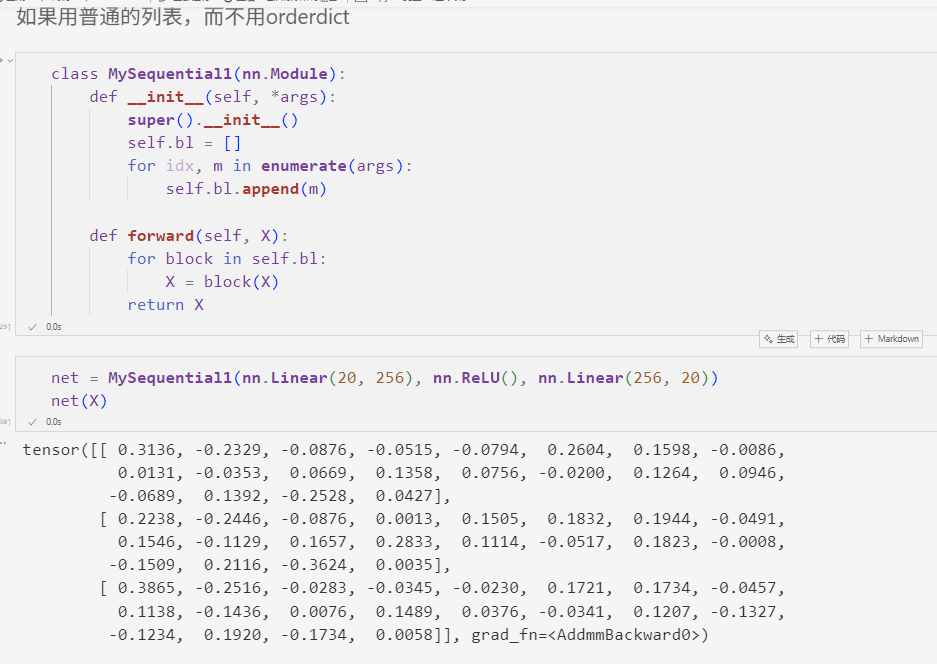 如果用普通的列表，而不用orderdict
class MySequential1(nn.Module):
def __init__(self, *args):
super().__init__()
self.bl = []
for idx, m in enumerate(args):
self.bl.append(m)
def forward(self, X):
for block in self.bl:
X = block(X)
return X
29]
✓ 0.0s
生成
+ 代码
+ Markdown
net = MySequential1(nn.Linear(20, 256), nn.ReLU(), nn.Linear(256, 20))
net(X)
30]
✓ 0.0s
tensor([[ 0.3136, -0.2329, -0.0876, -0.0515, -0.0794, 0.2604, 0.1598, -0.0086,
0.0131, -0.0353, 0.0669, 0.1358, 0.0756, -0.0200, 0.1264, 0.0946,
-0.0689, 0.1392, -0.2528, 0.0427],
[ 0.2238, -0.2446, -0.0876, 0.0013, 0.1505, 0.1832, 0.1944, -0.0491,
0.1546, -0.1129, 0.1657, 0.2833, 0.1114, -0.0517, 0.1823, -0.0008,
-0.1509, 0.2116, -0.3624, 0.0035],
[ 0.3865, -0.2516, -0.0283, -0.0345, -0.0230, 0.1721, 0.1734, -0.0457,
0.1138, -0.1436, 0.0076, 0.1489, 0.0376, -0.0341, 0.1207, -0.1327,
-0.1234, 0.1920, -0.1734, 0.0058]], grad_fn=<AddmmBackward0>)